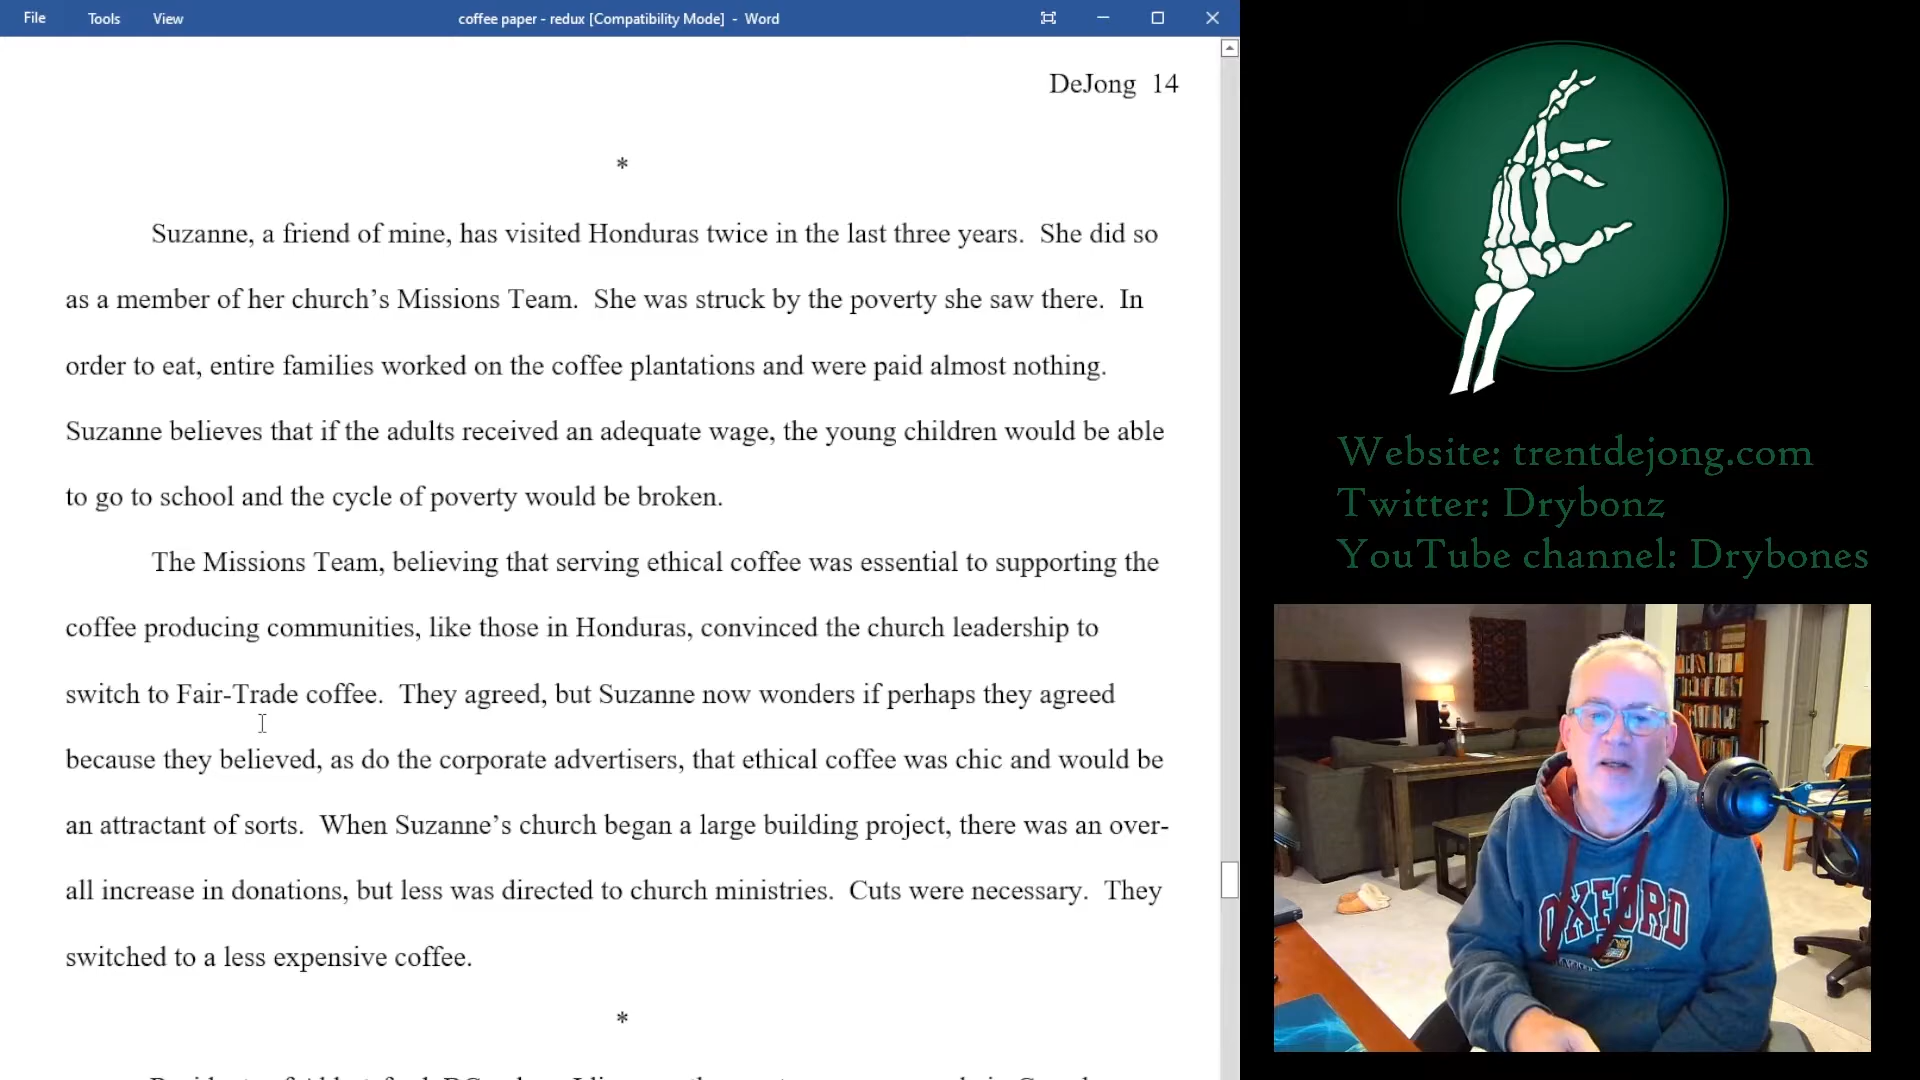 File Tools View coffee paper - redux [Compatibility Mode] - Word
DeJong 14
*
Suzanne, a friend of mine, has visited Honduras twice in the last three years. She did so
as a member of her church’s Missions Team. She was struck by the poverty she saw there. In
order to eat, entire families worked on the coffee plantations and were paid almost nothing.
Suzanne believes that if the adults received an adequate wage, the young children would be able
to go to school and the cycle of poverty would be broken.
The Missions Team, believing that serving ethical coffee was essential to supporting the
coffee producing communities, like those in Honduras, convinced the church leadership to
switch to Fair-Trade coffee. They agreed, but Suzanne now wonders if perhaps they agreed
because they believed, as do the corporate advertisers, that ethical coffee was chic and would be
an attractant of sorts. When Suzanne’s church began a large building project, there was an over-
all increase in donations, but less was directed to church ministries. Cuts were necessary. They
switched to a less expensive coffee.
*
Website: trentdejong.com
Twitter: Drybonz
YouTube channel: Drybones
OXFORD